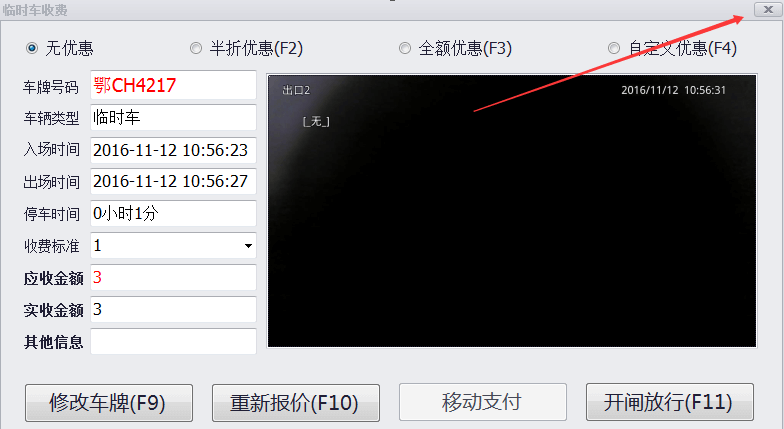 临时车收费
无优惠 半折优惠(F2) 全额优惠(F3) 自定义优惠(F4)
车牌号码 鄂CH4217
车辆类型 临时车
入场时间 2016-11-12 10:56:23
出场时间 2016-11-12 10:56:27
停车时间 0小时1分
收费标准 1
应收金额 3
实收金额 3
其他信息
出口2 2016/11/12 10:56:31
[_无_]
修改车牌(F9) 重新报价(F10) 移动支付 开闸放行(F11)